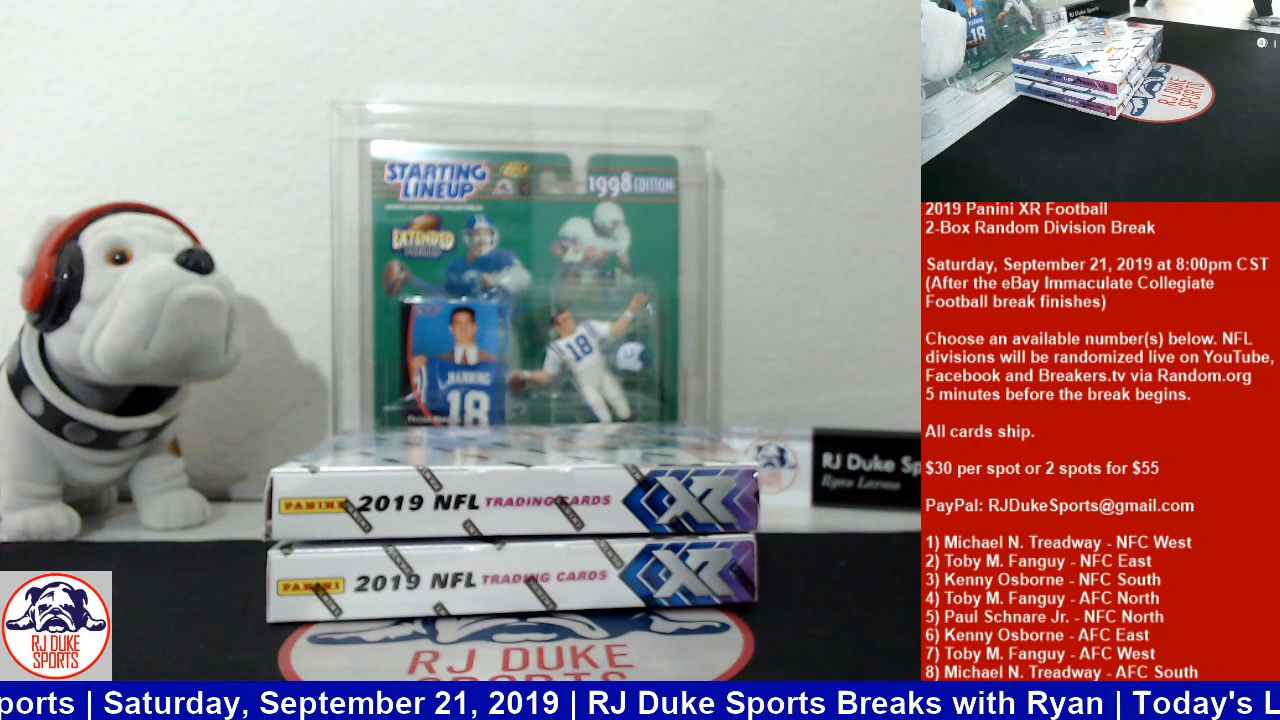 STARTING
LINEUP
1998 EDITION
EXTENDED
MANNING
18
18
PANINI 2019 NFL TRADING CARDS XR
PANINI 2019 NFL TRADING CARDS XR
RJ DUKE
SPORTS
RJ Duke Sp
RJ DUKE
SPORTS
18
RJ DUKE
SPORTS
2019 Panini XR Football
2-Box Random Division Break
Saturday, September 21, 2019 at 8:00pm CST
(After the eBay Immaculate Collegiate
Football break finishes)
Choose an available number(s) below. NFL
divisions will be randomized live on YouTube,
Facebook and Breakers.tv via Random.org
5 minutes before the break begins.
All cards ship.
$30 per spot or 2 spots for $55
PayPal: RJDukeSports@gmail.com
1) Michael N. Treadway - NFC West
2) Toby M. Fanguy - NFC East
3) Kenny Osborne - NFC South
4) Toby M. Fanguy - AFC North
5) Paul Schnare Jr. - NFC North
6) Kenny Osborne - AFC East
7) Toby M. Fanguy - AFC West
8) Michael N. Treadway - AFC South
ports | Saturday, September 21, 2019 | RJ Duke Sports Breaks with Ryan | Today's L